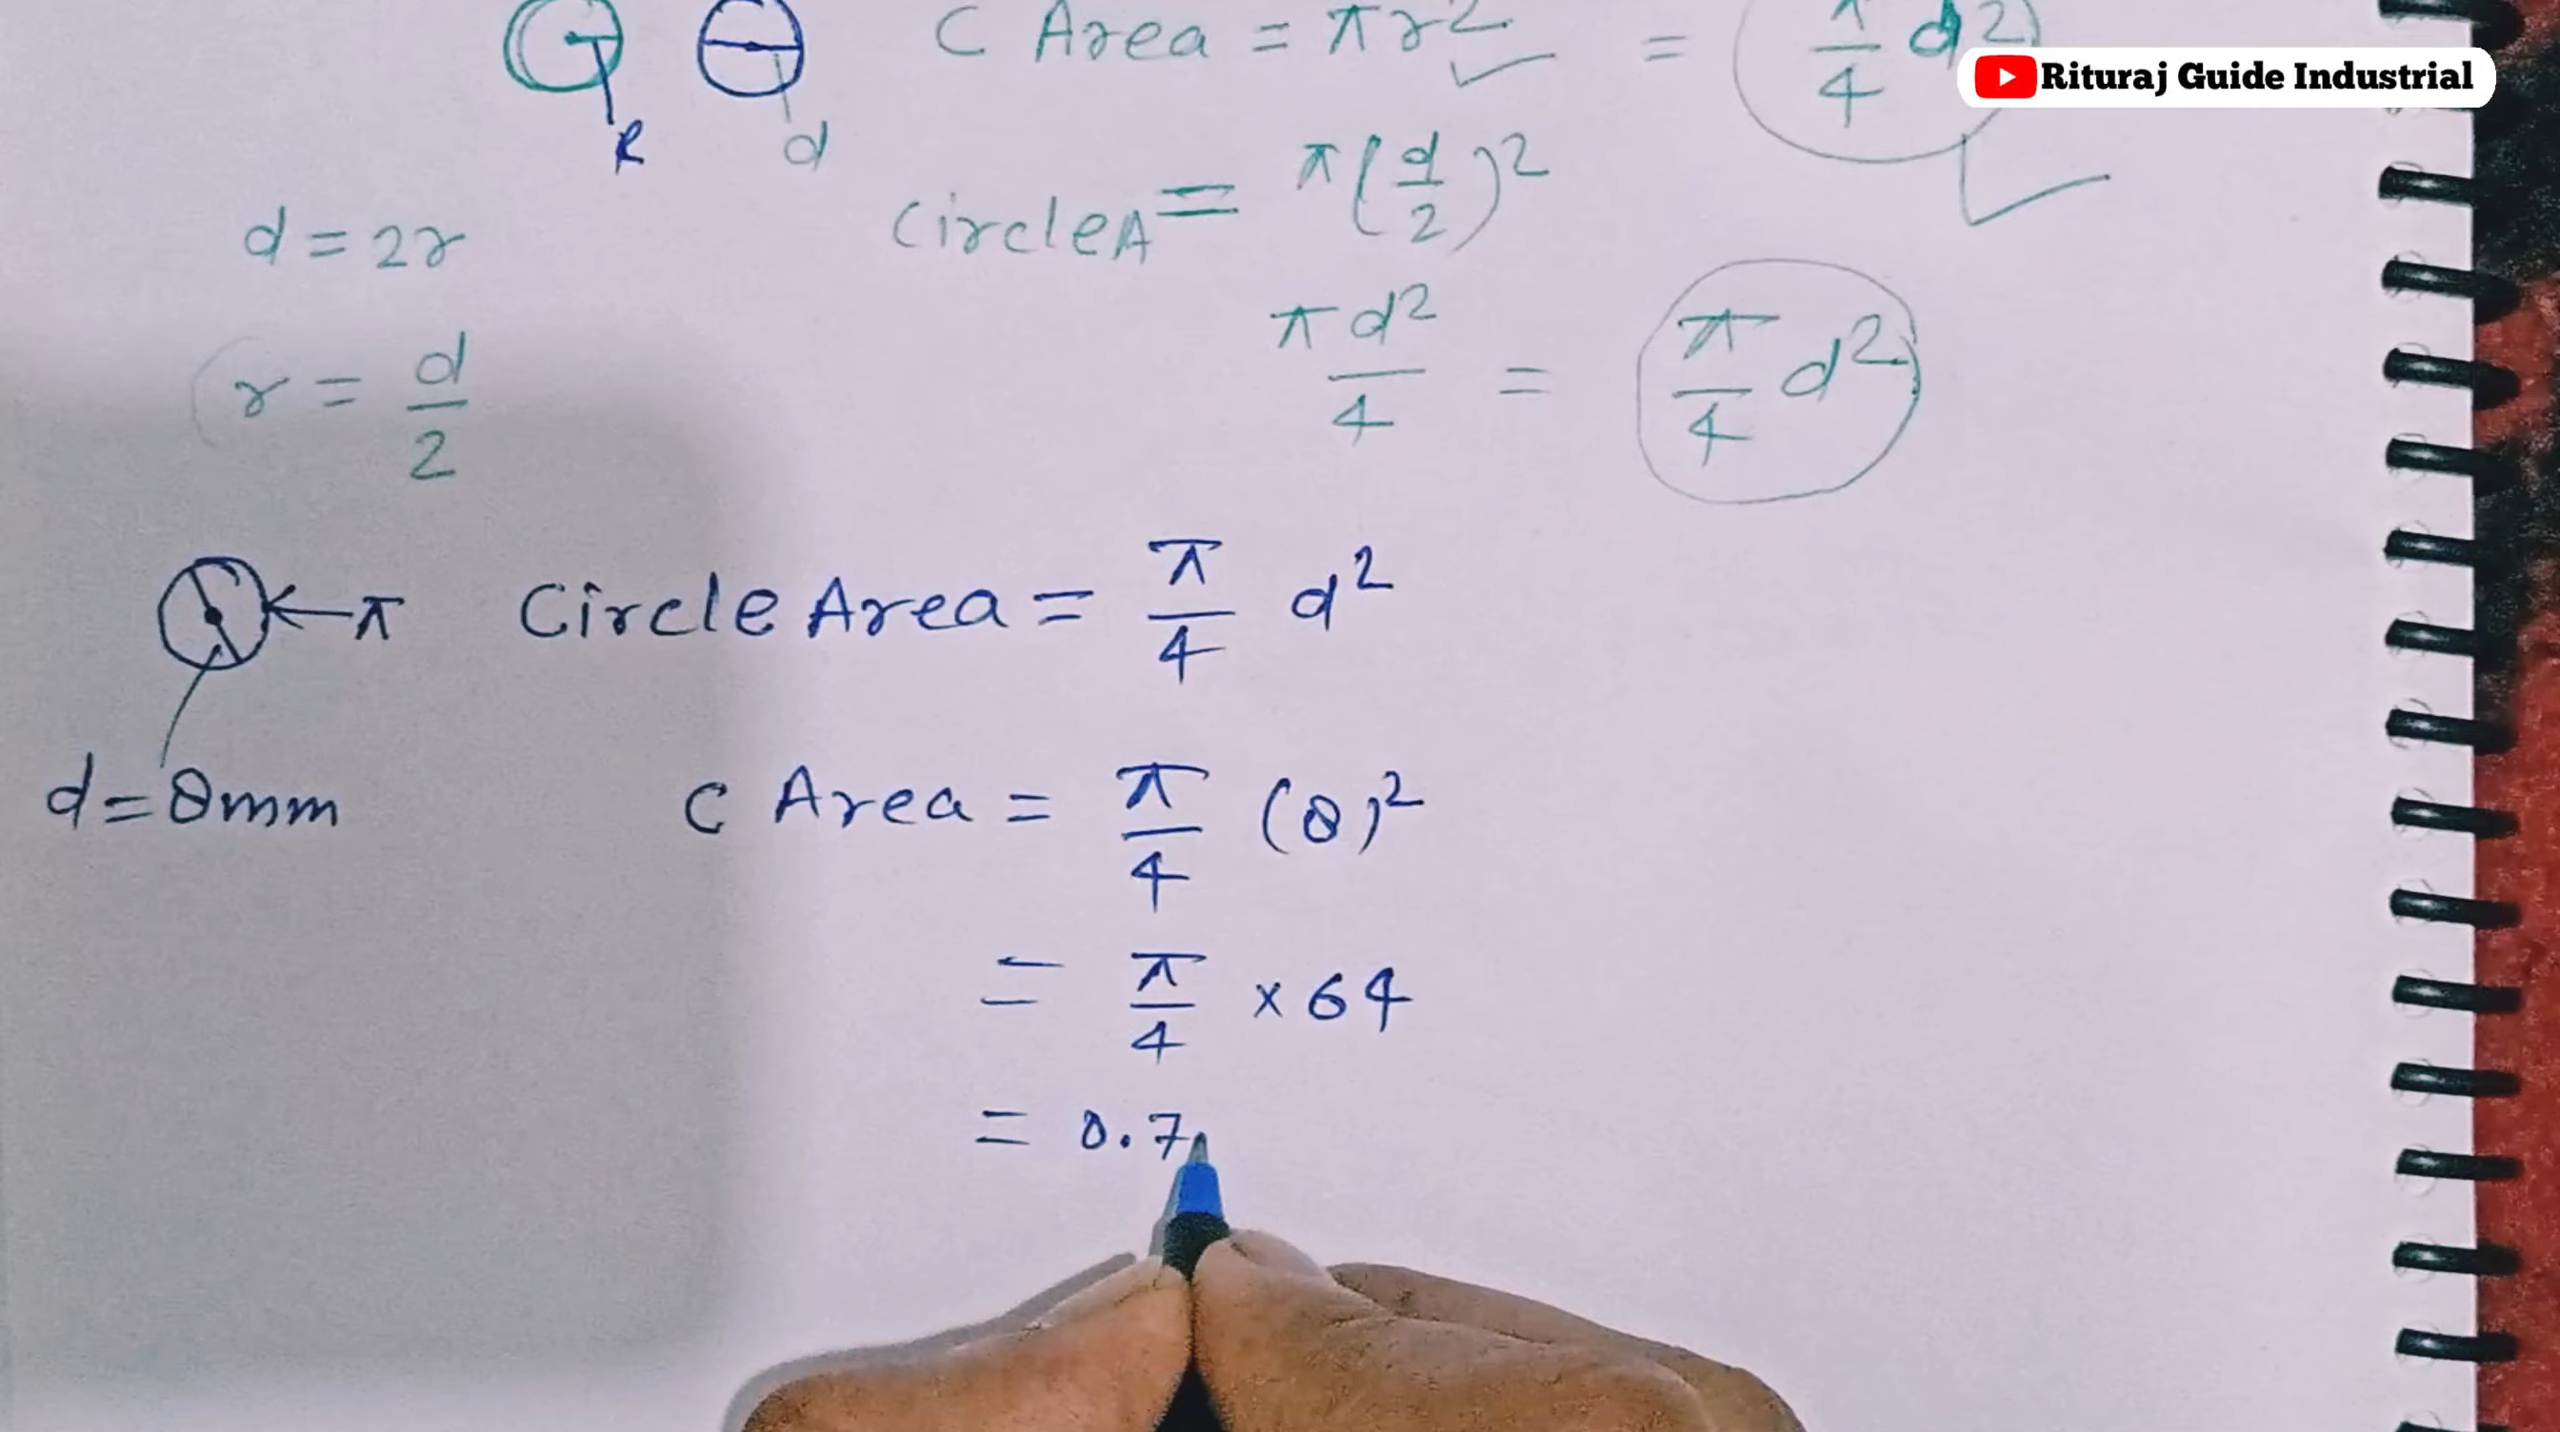 C Area = πr² = π/4 d²
Rituraj Guide Industrial
R d
CircleA = π(d/2)²
d = 2r
πd²/4 = π/4 d²
r = d/2
π Circle Area = π/4 d²
d = 8mm C Area = π/4 (8)²
= π/4 × 64
= 0.7